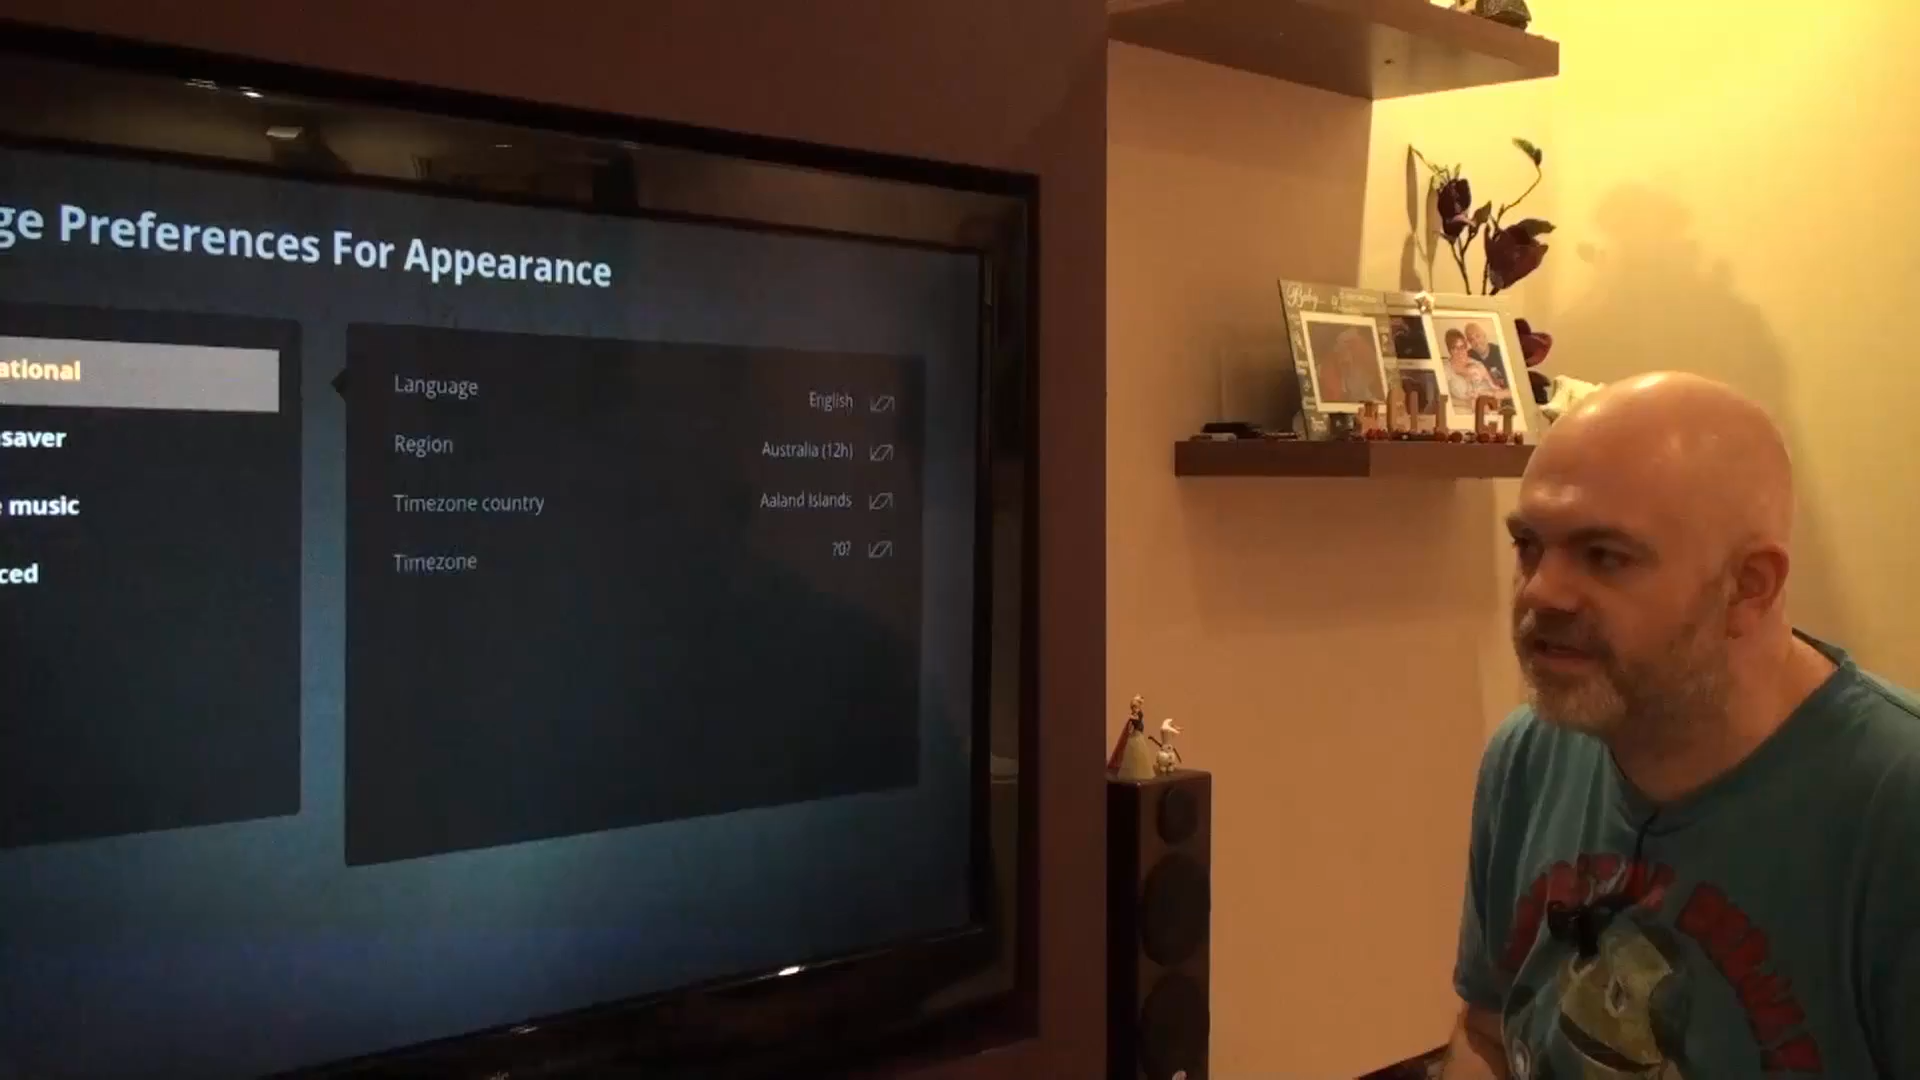 ge Preferences For Appearance
ational
saver
music
ced
Language English
Region Australia (12h)
Timezone country Aaland Islands
Timezone ?0?
Baby